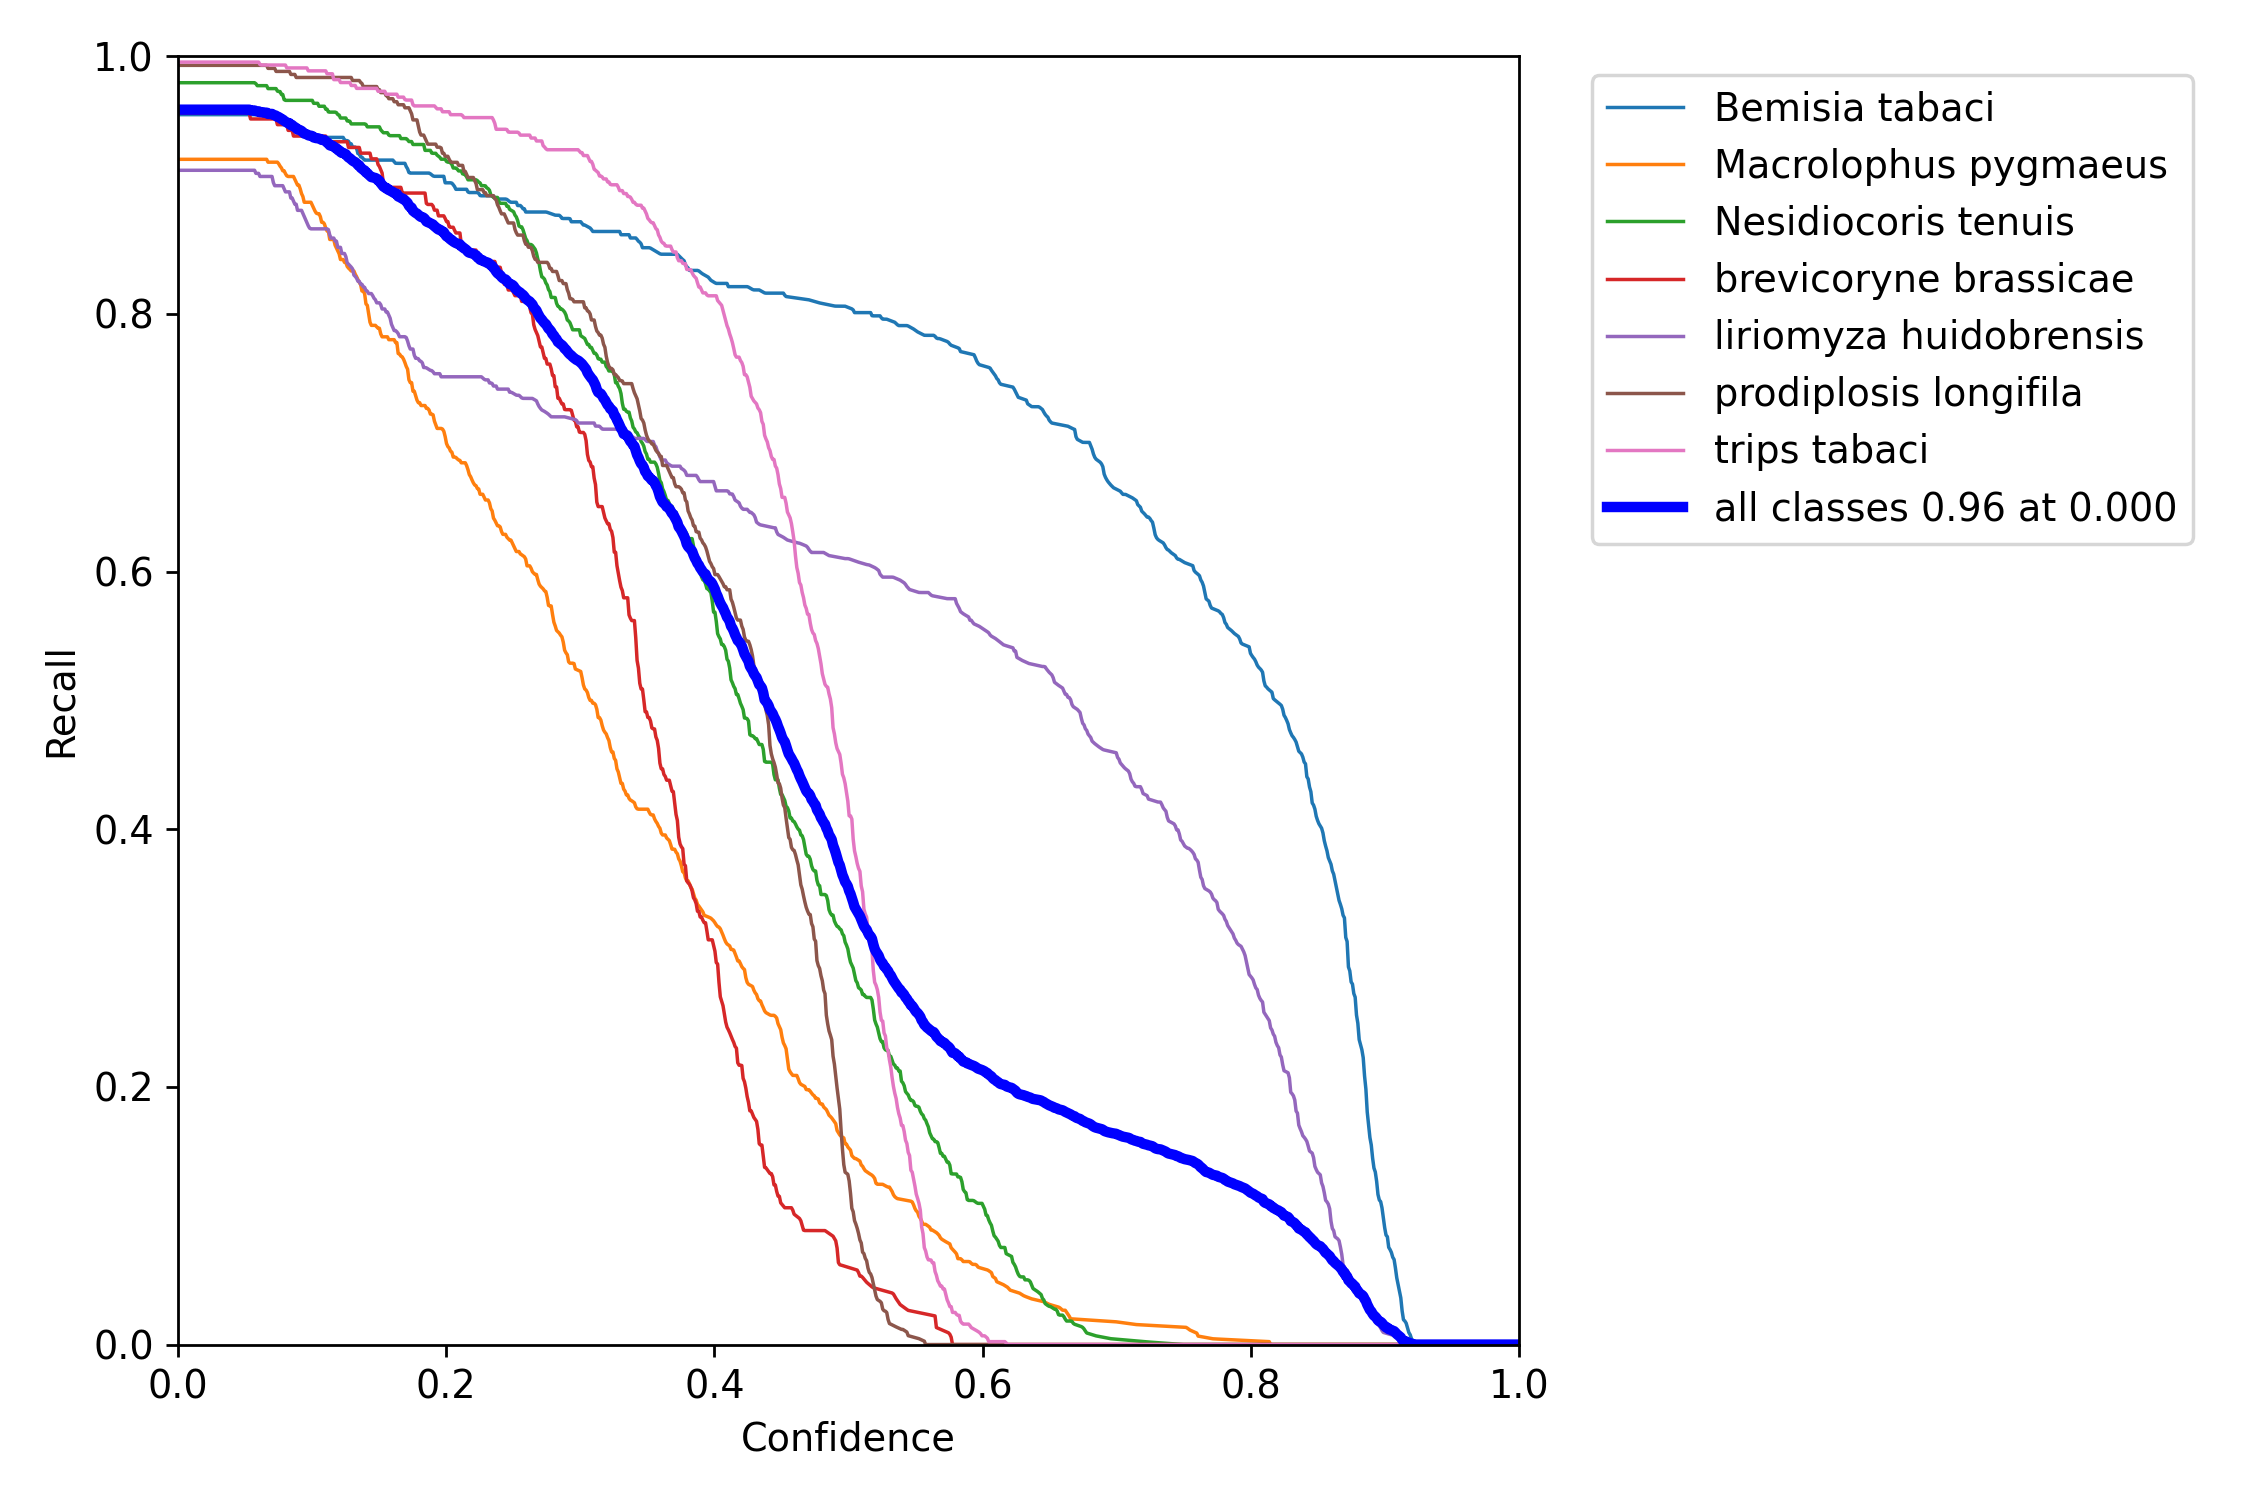 1.0
0.8
0.6
0.4
0.2
0.0
Recall
0.0 0.2 0.4 0.6 0.8 1.0
Confidence
Bemisia tabaci
Macrolophus pygmaeus
Nesidiocoris tenuis
brevicoryne brassicae
liriomyza huidobrensis
prodiplosis longifila
trips tabaci
all classes 0.96 at 0.000